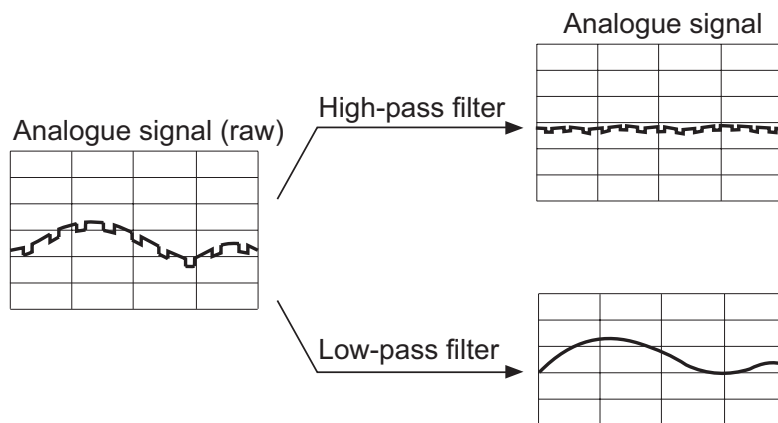 Analogue signal
High-pass filter
Analogue signal (raw)
Low-pass filter